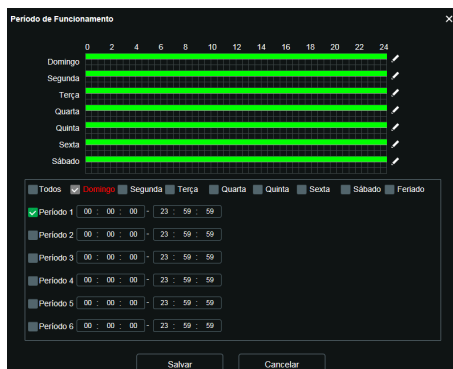 Período de Funcionamento
0 2 4 6 8 10 12 14 16 18 20 22 24
Domingo
Segunda
Terça
Quarta
Quinta
Sexta
Sábado
Todos Domingo Segunda Terça Quarta Quinta Sexta Sábado Feriado
Período 1 00 : 00 : 00 - 23 : 59 : 59
Período 2 00 : 00 : 00 - 23 : 59 : 59
Período 3 00 : 00 : 00 - 23 : 59 : 59
Período 4 00 : 00 : 00 - 23 : 59 : 59
Período 5 00 : 00 : 00 - 23 : 59 : 59
Período 6 00 : 00 : 00 - 23 : 59 : 59
Salvar Cancelar